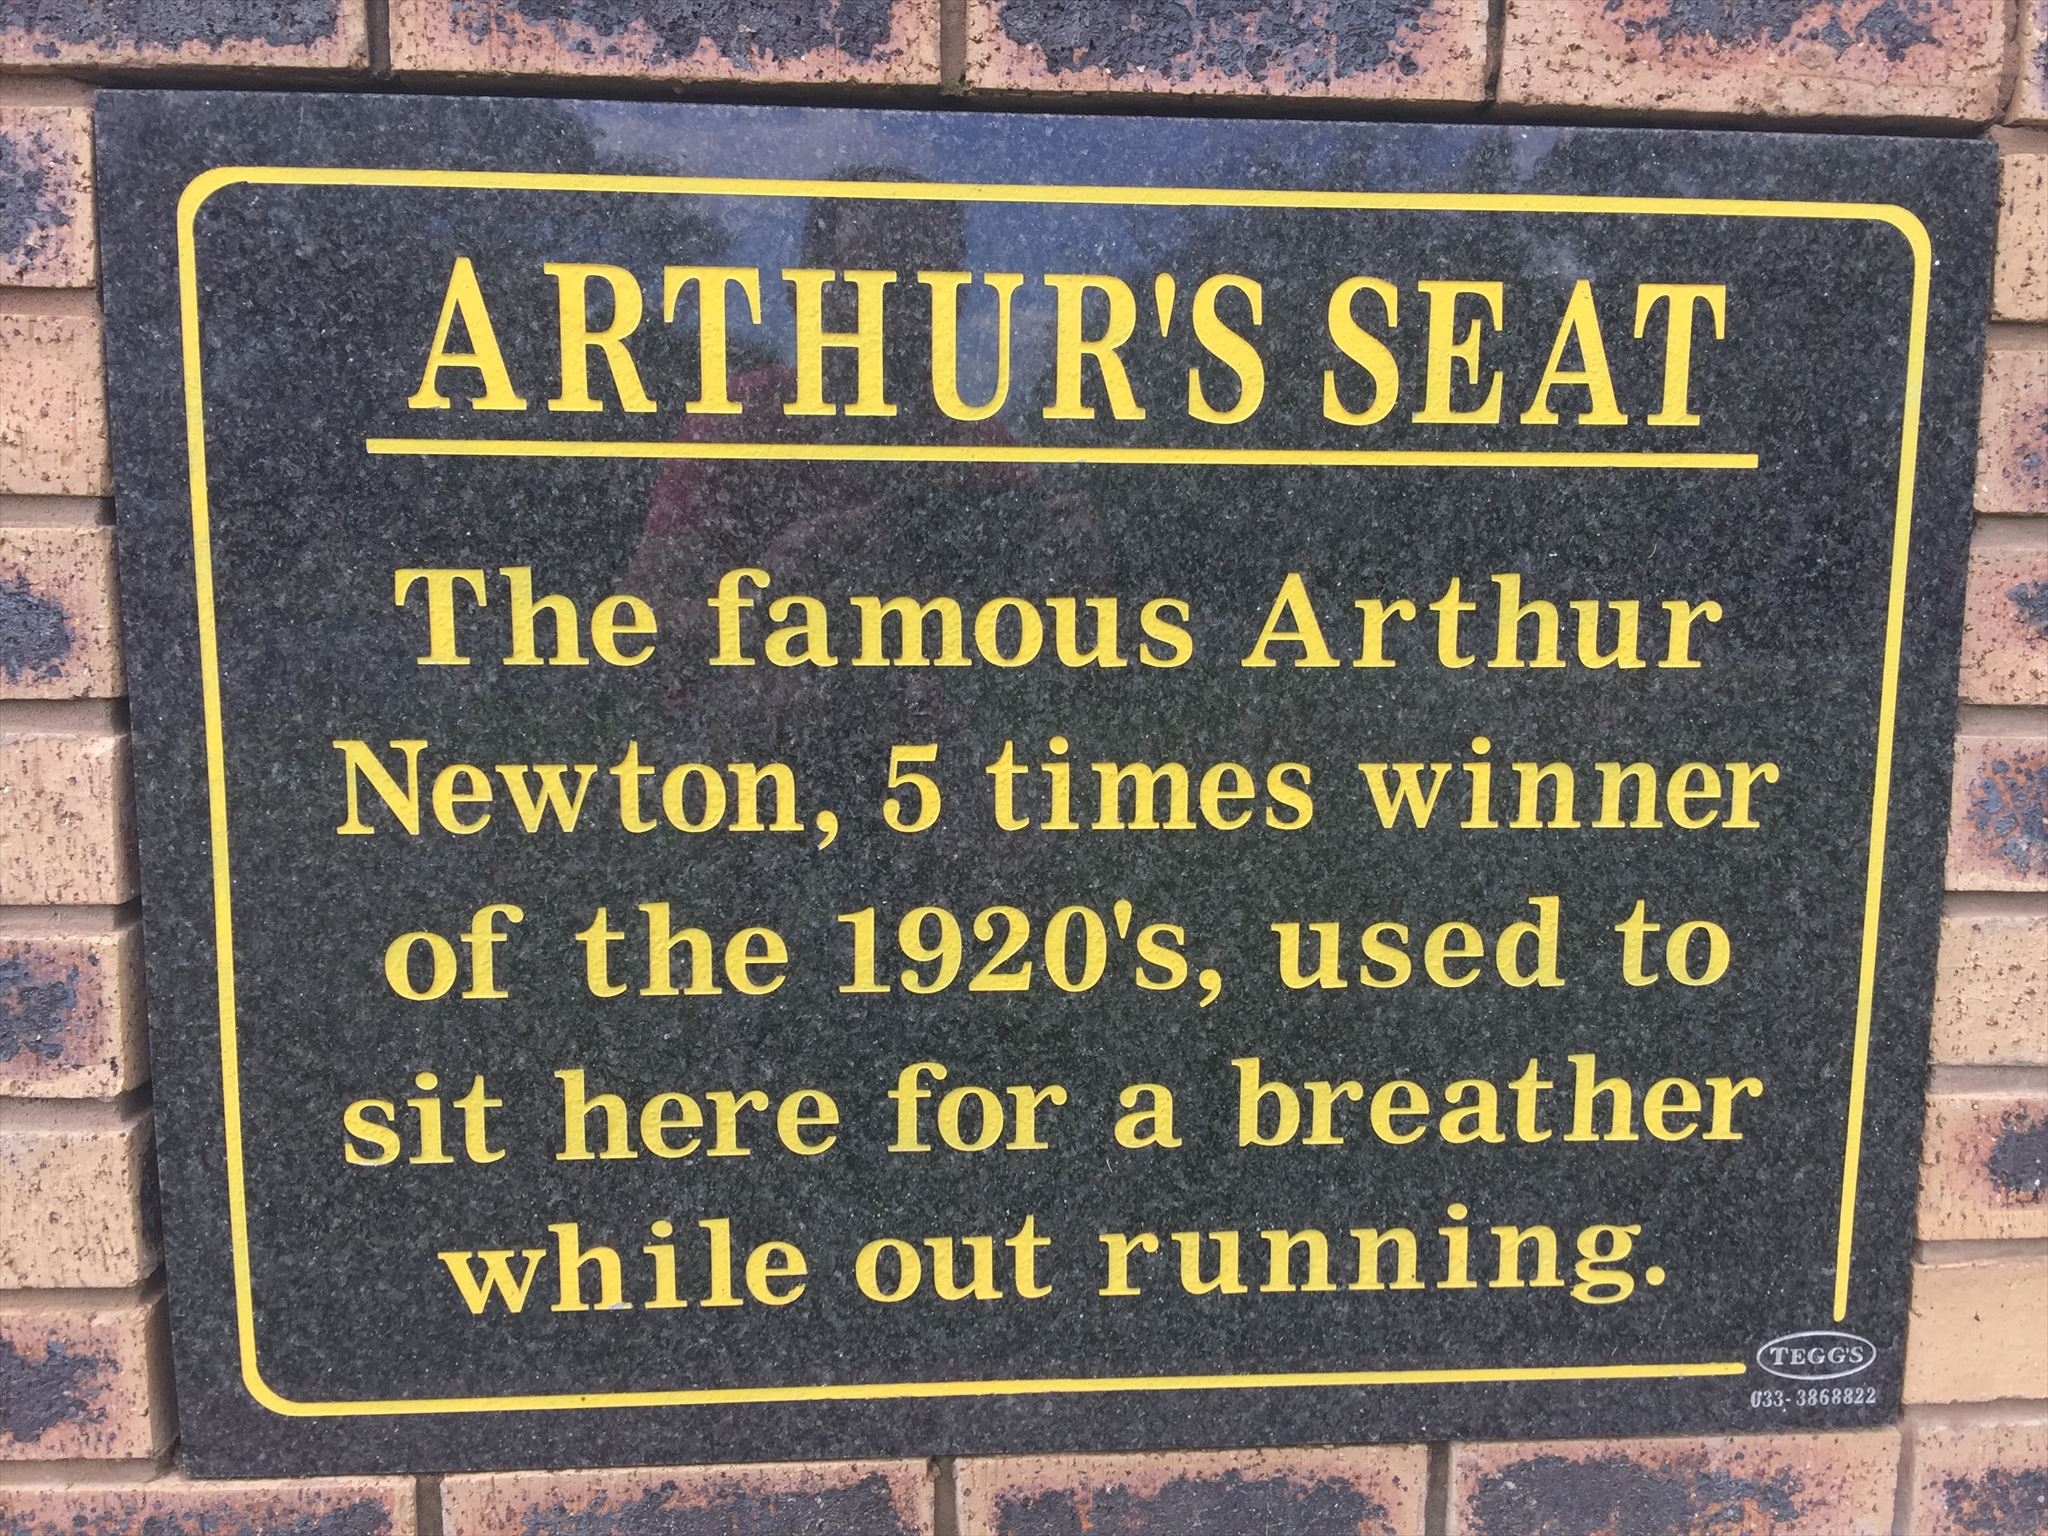 ARTHUR'S SEAT
The famous Arthur
Newton, 5 times winner
of the 1920's, used to
sit here for a breather
while out running.
TEGG'S
033-3868822